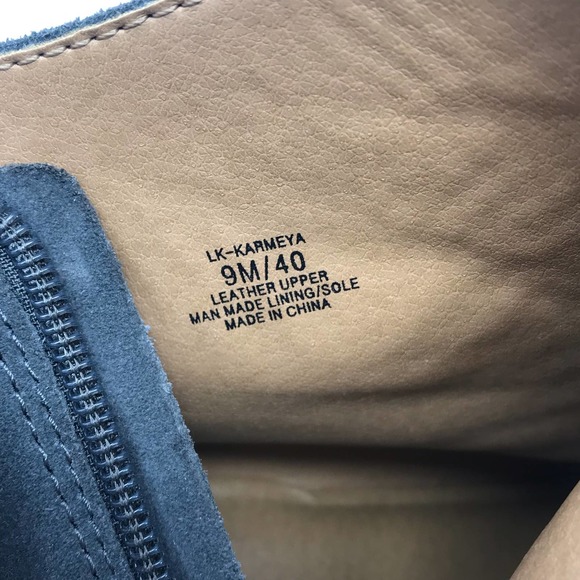 LK-KARMEYA
9M/40
LEATHER UPPER
MAN MADE LINING/SOLE
MADE IN CHINA